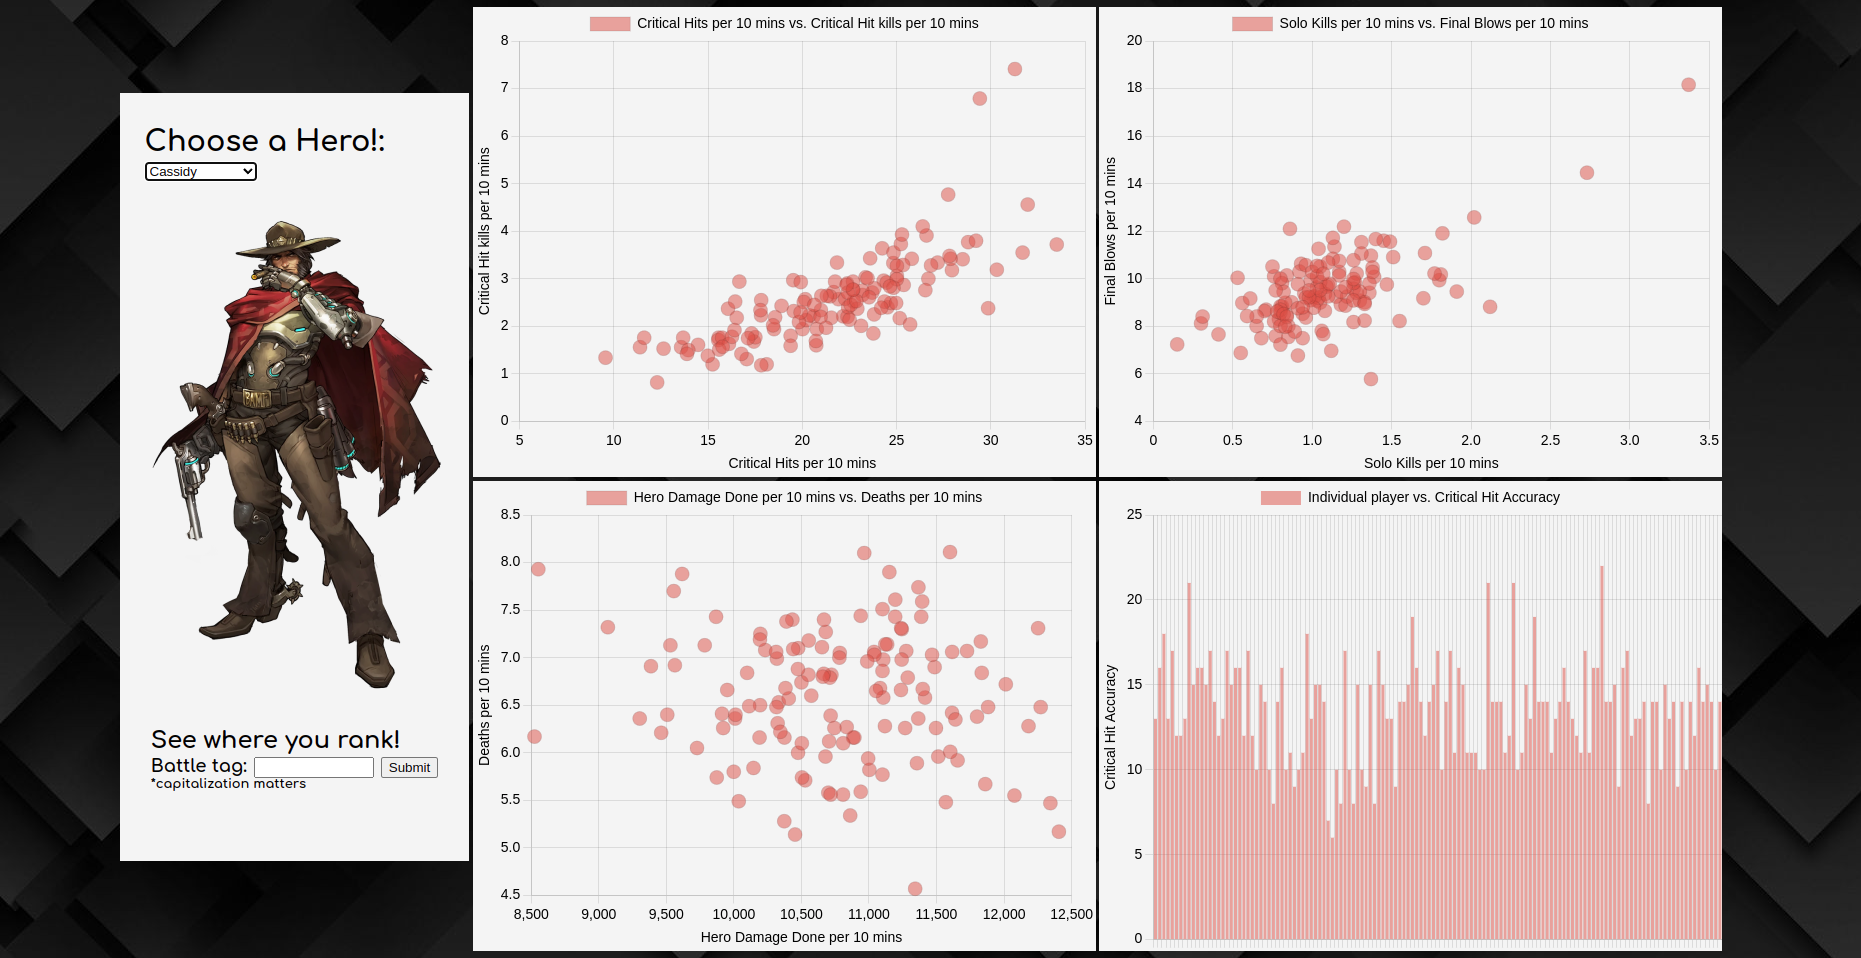 Choose a Hero!:
Cassidy
BAMF
See where you rank!
Battle tag:
Submit
*capitalization matters
Critical Hits per 10 mins vs. Critical Hit kills per 10 mins
Critical Hit kills per 10 mins
8
7
6
5
4
3
2
1
0
5 10 15 20 25 30 35
Critical Hits per 10 mins
Solo Kills per 10 mins vs. Final Blows per 10 mins
Final Blows per 10 mins
20
18
16
14
12
10
8
6
4
0 0.5 1.0 1.5 2.0 2.5 3.0 3.5
Solo Kills per 10 mins
Hero Damage Done per 10 mins vs. Deaths per 10 mins
Deaths per 10 mins
8.5
8.0
7.5
7.0
6.5
6.0
5.5
5.0
4.5
8,500 9,000 9,500 10,000 10,500 11,000 11,500 12,000 12,500
Hero Damage Done per 10 mins
Individual player vs. Critical Hit Accuracy
Critical Hit Accuracy
25
20
15
10
5
0